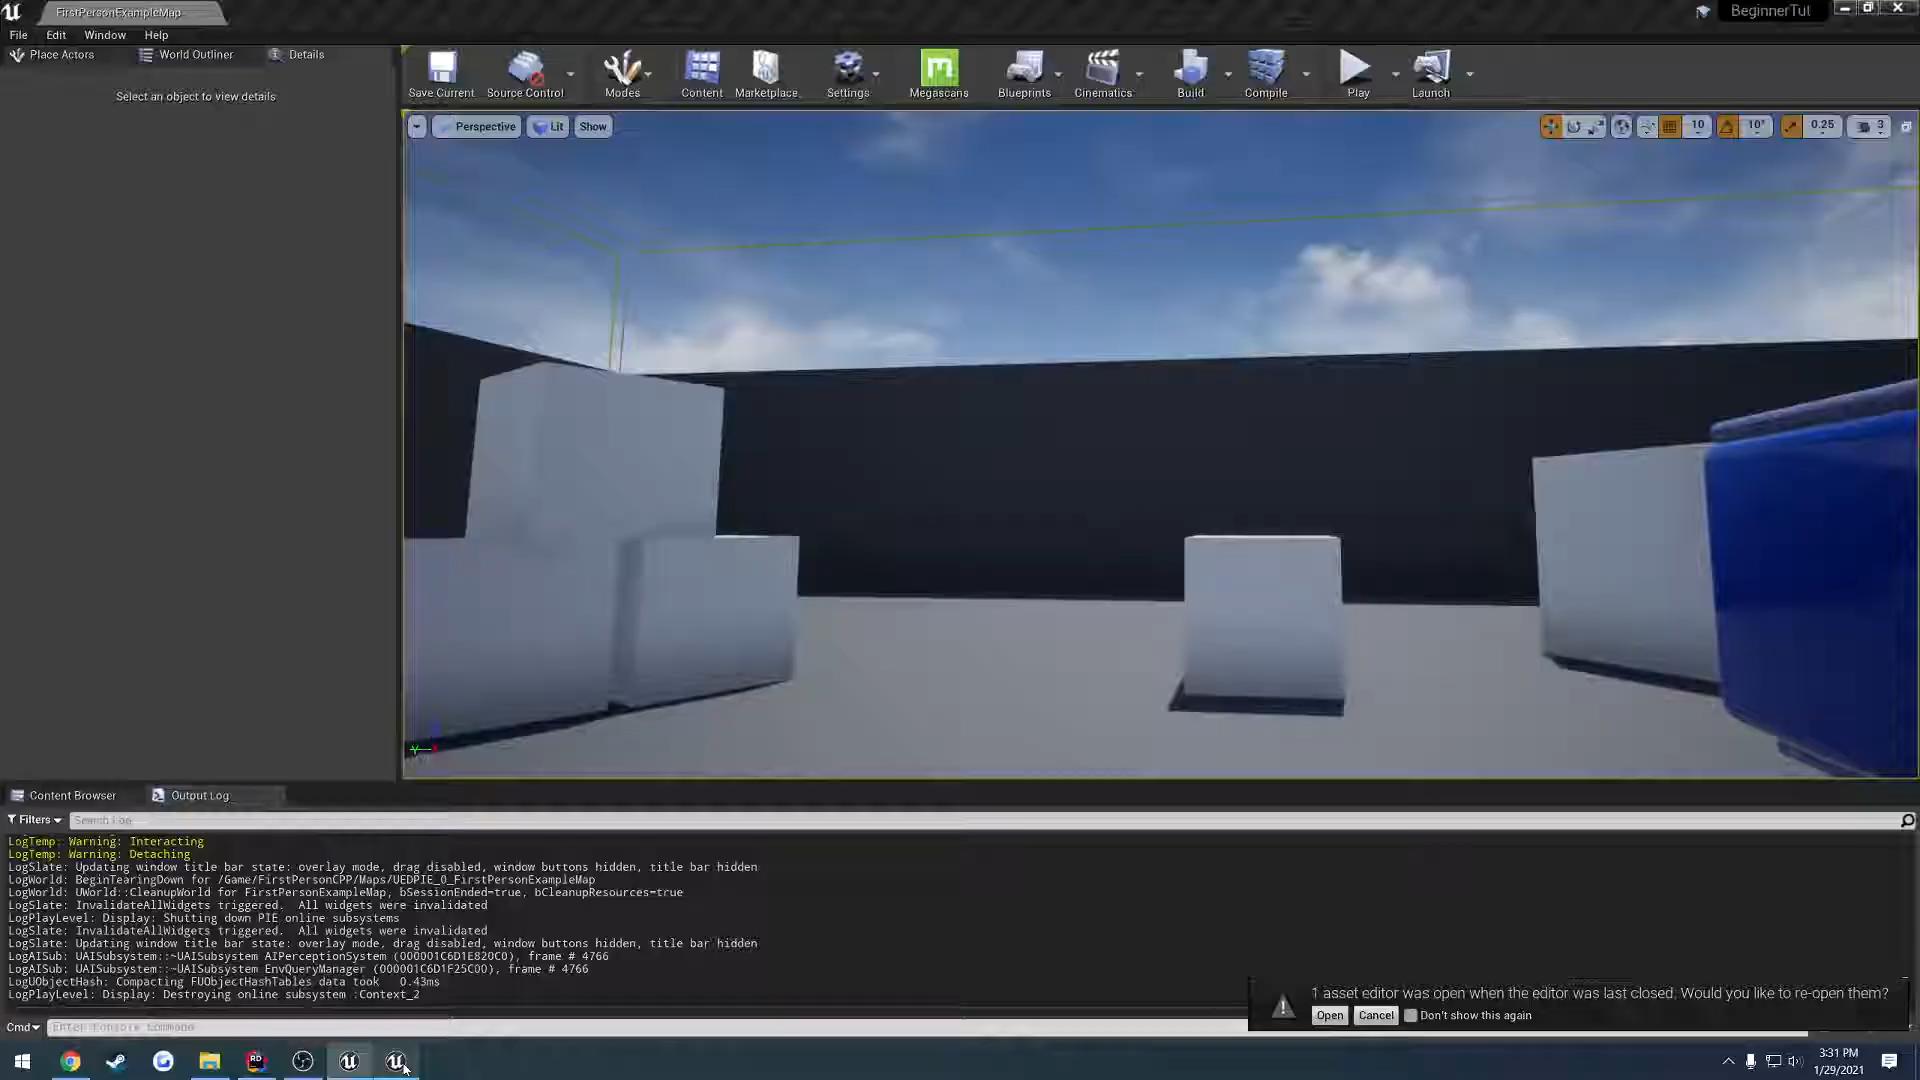 FirstPersonExampleMap
BeginnerTut
File Edit Window Help
Place Actors World Outliner Details
Select an object to view details
Save Current Source Control Modes Content Marketplace Settings Megascans Blueprints Cinematics Build Compile Play Launch
Perspective Lit Show
10 10° 0.25 3
Content Browser Output Log
Filters Search Log
LogTemp: Warning: Interacting
LogTemp: Warning: Detaching
LogSlate: Updating window title bar state: overlay mode, drag disabled, window buttons hidden, title bar hidden
LogWorld: BeginTearingDown for /Game/FirstPersonCPP/Maps/UEDPIE_0_FirstPersonExampleMap
LogWorld: UWorld::CleanupWorld for FirstPersonExampleMap, bSessionEnded=true, bCleanupResources=true
LogSlate: InvalidateAllWidgets triggered. All widgets were invalidated
LogPlayLevel: Display: Shutting down PIE online subsystems
LogSlate: InvalidateAllWidgets triggered. All widgets were invalidated
LogSlate: Updating window title bar state: overlay mode, drag disabled, window buttons hidden, title bar hidden
LogAISub: UAISubsystem::~UAISubsystem AIPerceptionSystem (000001C6D1E820C0), frame # 4766
LogAISub: UAISubsystem::~UAISubsystem EnvQueryManager (000001C6D1F25C00), frame # 4766
LogUObjectHash: Compacting FUObjectHashTables data took 0.43ms
LogPlayLevel: Display: Destroying online subsystem :Context_2
1 asset editor was open when the editor was last closed. Would you like to re-open them?
Open Cancel Don't show this again
Cmd Enter Console Command
RD
3:31 PM
1/29/2021